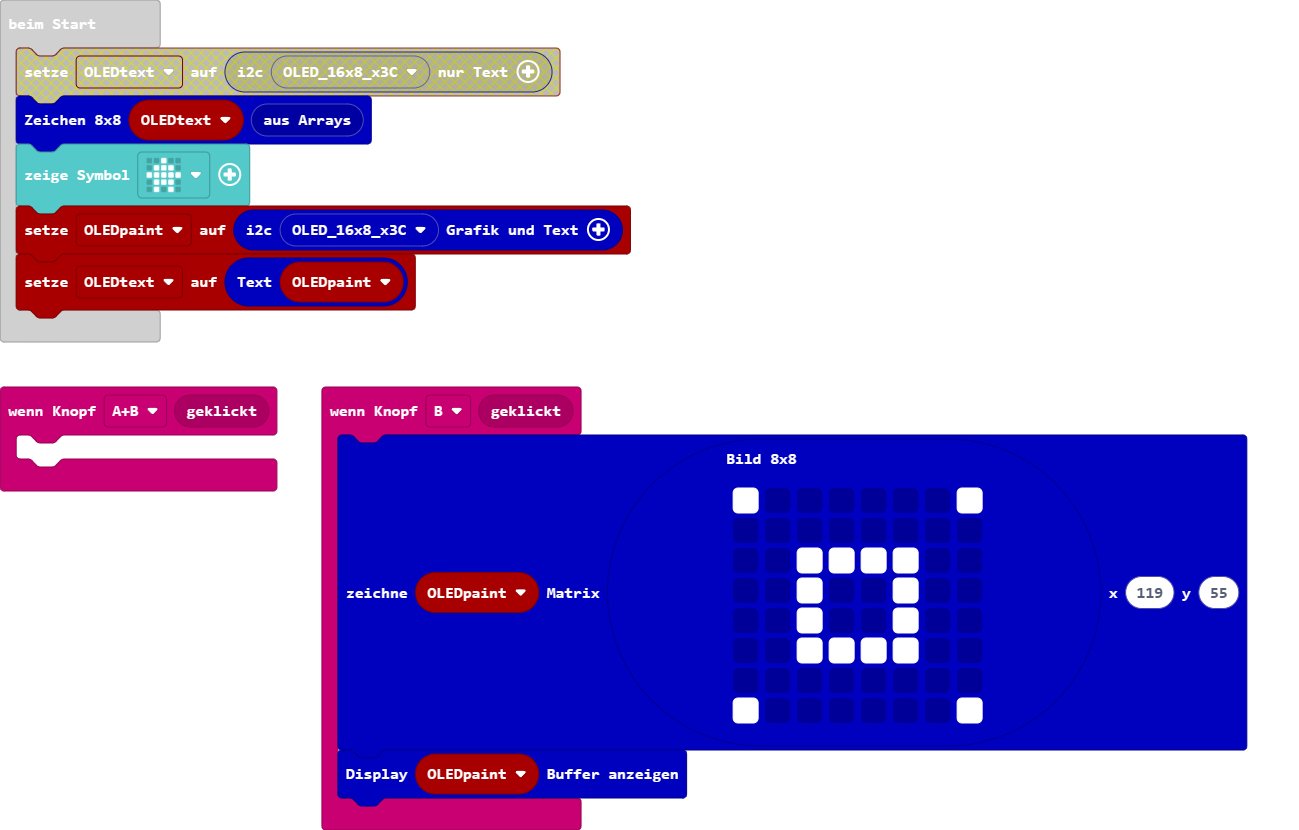 beim Start
setze OLEDtext auf i2c OLED_16x8_x3C nur Text
Zeichen 8x8 OLEDtext aus Arrays
zeige Symbol
setze OLEDpaint auf i2c OLED_16x8_x3C Grafik und Text
setze OLEDtext auf Text OLEDpaint
wenn Knopf A+B geklickt
wenn Knopf B geklickt
Bild 8x8
zeichne OLEDpaint Matrix x 119 y 55
Display OLEDpaint Buffer anzeigen